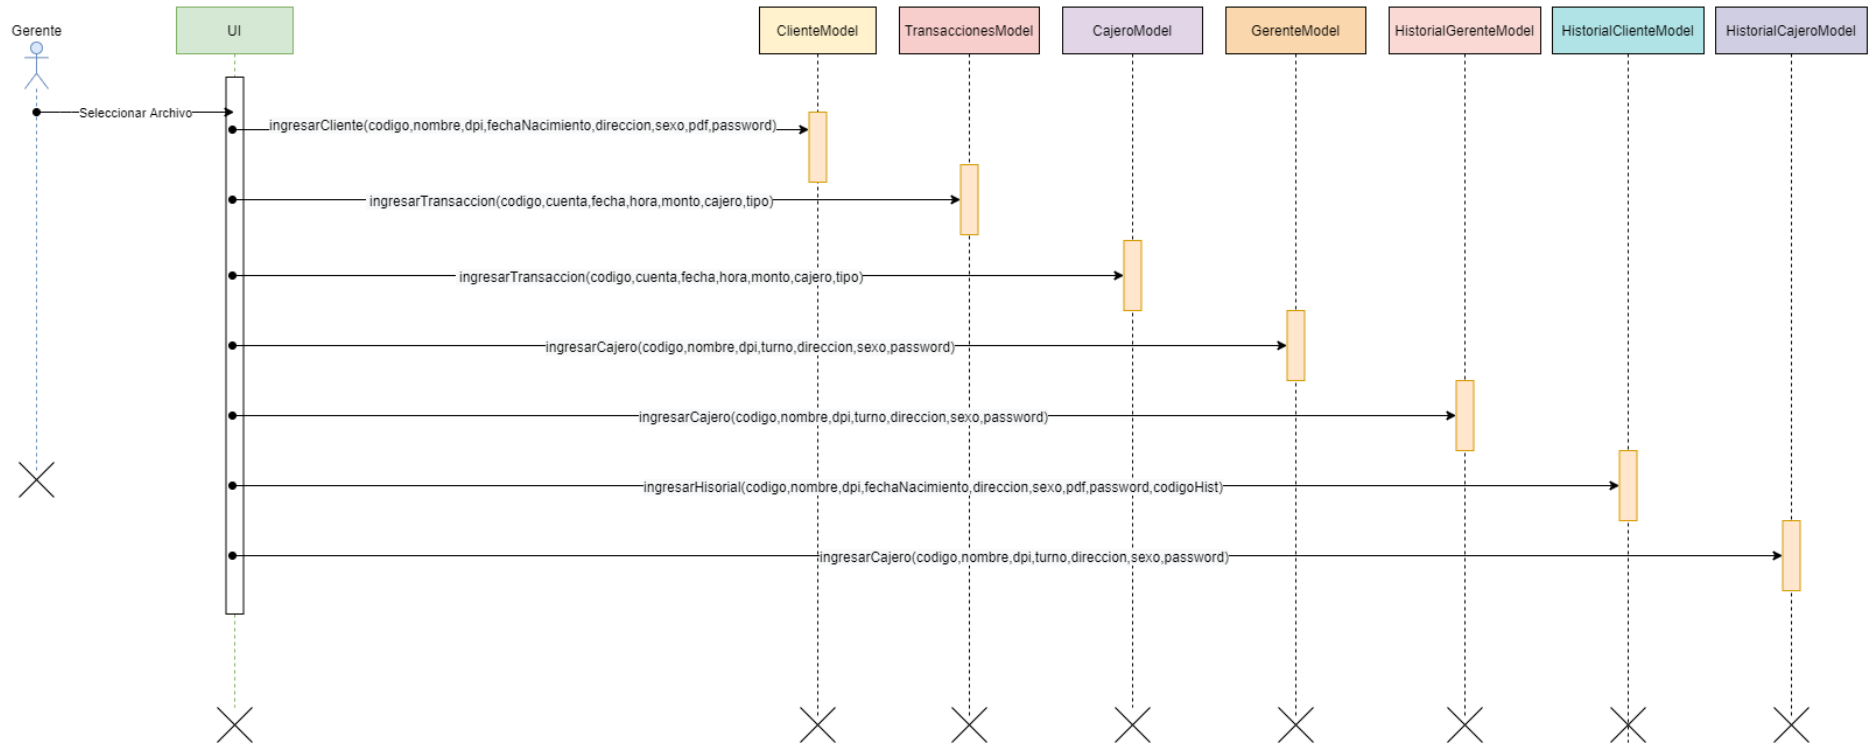 Gerente
UI
ClienteModel
TransaccionesModel
CajeroModel
GerenteModel
HistorialGerenteModel
HistorialClienteModel
HistorialCajeroModel
Seleccionar Archivo
ingresarCliente(codigo,nombre,dpi,fechaNacimiento,direccion,sexo,pdf,password)
ingresarTransaccion(codigo,cuenta,fecha,hora,monto,cajero,tipo)
ingresarTransaccion(codigo,cuenta,fecha,hora,monto,cajero,tipo)
ingresarCajero(codigo,nombre,dpi,turno,direccion,sexo,password)
ingresarCajero(codigo,nombre,dpi,turno,direccion,sexo,password)
ingresarHisorial(codigo,nombre,dpi,fechaNacimiento,direccion,sexo,pdf,password,codigoHist)
ingresarCajero(codigo,nombre,dpi,turno,direccion,sexo,password)